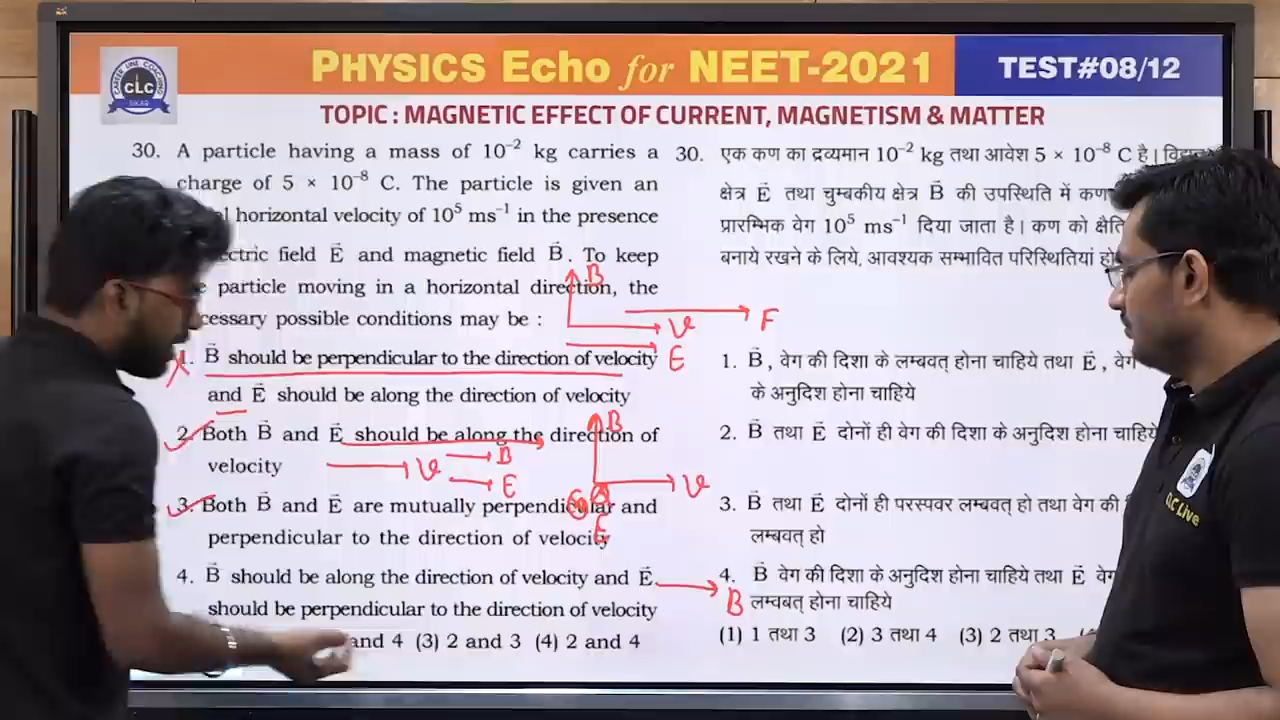 PHYSICS Echo for NEET-2021
TEST#08/12
CAREER LINE COACHING
CLC
SIKAR
TOPIC : MAGNETIC EFFECT OF CURRENT, MAGNETISM & MATTER
30. A particle having a mass of 10⁻² kg carries a
charge of 5 × 10⁻⁸ C. The particle is given an
horizontal velocity of 10⁵ ms⁻¹ in the presence
field E⃗ and magnetic field B⃗. To keep
particle moving in a horizontal direction, the
possible conditions may be :
1. B⃗ should be perpendicular to the direction of velocity
and E⃗ should be along the direction of velocity
2. Both B⃗ and E⃗ should be along the direction of
velocity
3. Both B⃗ and E⃗ are mutually perpendicular and
perpendicular to the direction of velocity
4. B⃗ should be along the direction of velocity and E⃗
should be perpendicular to the direction of velocity
and 4 (3) 2 and 3 (4) 2 and 4
B
v
F
E
v
B
E
B
v
E
B
30. एक कण का द्रव्यमान 10⁻² kg तथा आवेश 5 × 10⁻⁸ C है।
क्षेत्र E⃗ तथा चुम्बकीय क्षेत्र B⃗ की उपस्थिति में कण
प्रारम्भिक वेग 10⁵ ms⁻¹ दिया जाता है। कण को
बनाये रखने के लिये, आवश्यक सम्भावित परिस्थितियां
1. B⃗, वेग की दिशा के लम्बवत् होना चाहिये तथा E⃗, वेग
के अनुदिश होना चाहिये
2. B⃗ तथा E⃗ दोनों ही वेग की दिशा के अनुदिश होना चाहिये
3. B⃗ तथा E⃗ दोनों ही परस्पवर लम्बवत् हो तथा वेग की
लम्बवत् हो
4. B⃗ वेग की दिशा के अनुदिश होना चाहिये तथा E⃗
लम्वबत् होना चाहिये
(1) 1 तथा 3 (2) 3 तथा 4 (3) 2 तथा 3
CLC Live